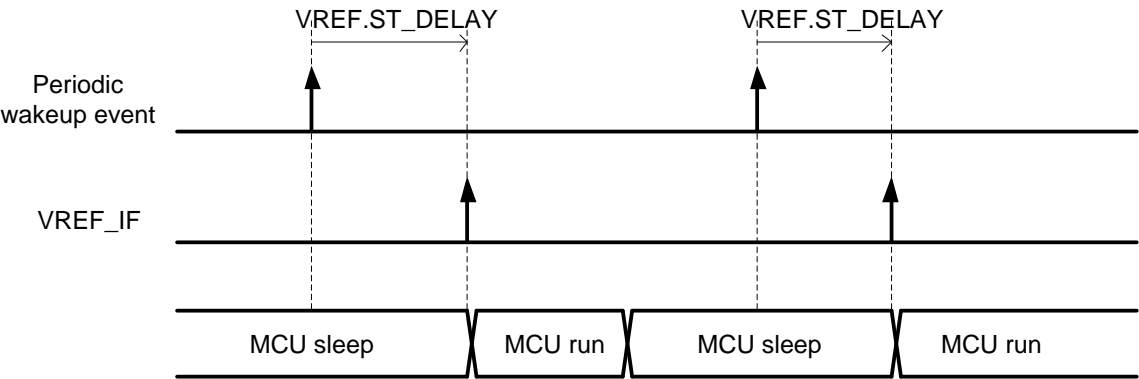 VREF.ST_DELAY
VREF.ST_DELAY
Periodic
wakeup event
VREF_IF
MCU sleep
MCU run
MCU sleep
MCU run